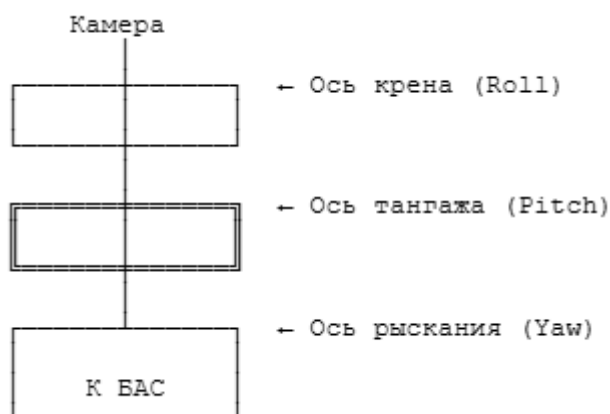 Камера
← Ось крена (Roll)
← Ось тангажа (Pitch)
← Ось рыскания (Yaw)
К БАС